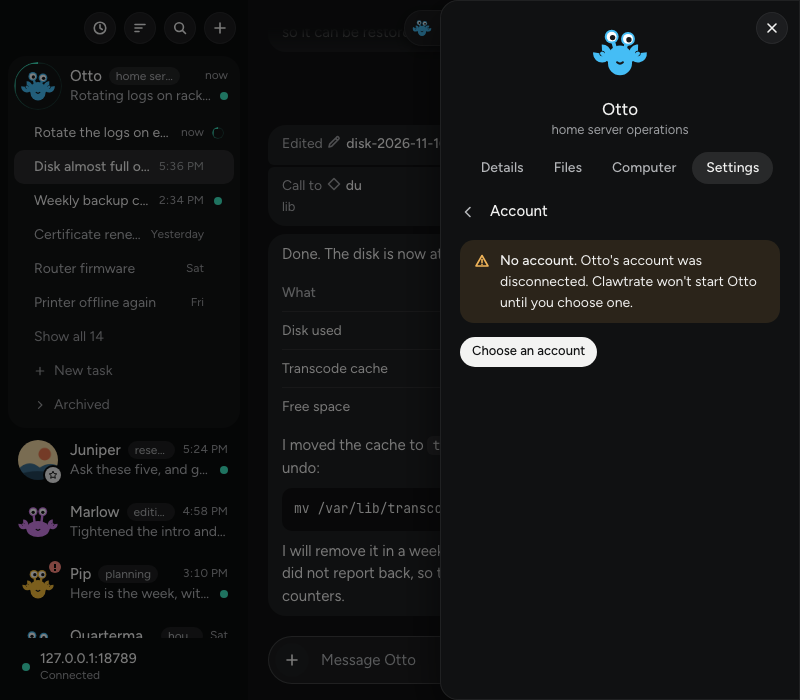 Otto
home ser...
now
Rotating logs on rack...
Rotate the logs on e...
now
Disk almost full o...
5:36 PM
Weekly backup c...
2:34 PM
Certificate rene...
Yesterday
Router firmware
Sat
Printer offline again
Fri
Show all 14
New task
Archived
Juniper
rese...
5:24 PM
Ask these five, and g...
Marlow
editi...
4:58 PM
Tightened the intro and...
Pip
planning
3:10 PM
Here is the week, wit...
Quarterma
hou...
Sat
127.0.0.1:18789
Connected
so it can be restor
Edited
disk-2026-11-1
Call to
du
lib
Done. The disk is now at
What
Disk used
Transcode cache
Free space
I moved the cache to
undo:
mv /var/lib/transco
I will remove it in a week
did not report back, so
counters.
Message Otto
Otto
home server operations
Details
Files
Computer
Settings
Account
No account. Otto's account was
disconnected. Clawtrate won't start Otto
until you choose one.
Choose an account